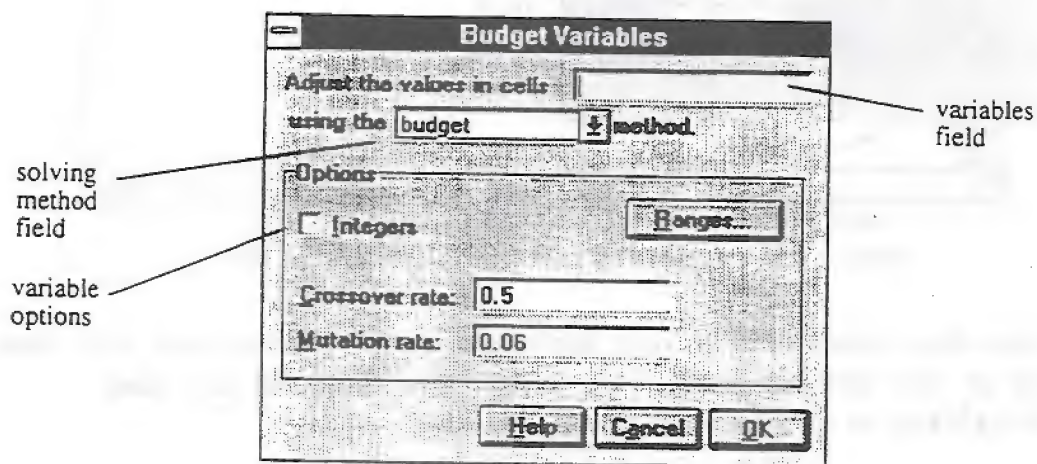 Budget Variables
Adjust the values in cells
using the budget method.
variables
field
solving
method
field
Options
Integers
Ranges...
variable
options
Crossover rate: 0.5
Mutation rate: 0.06
Help Cancel OK